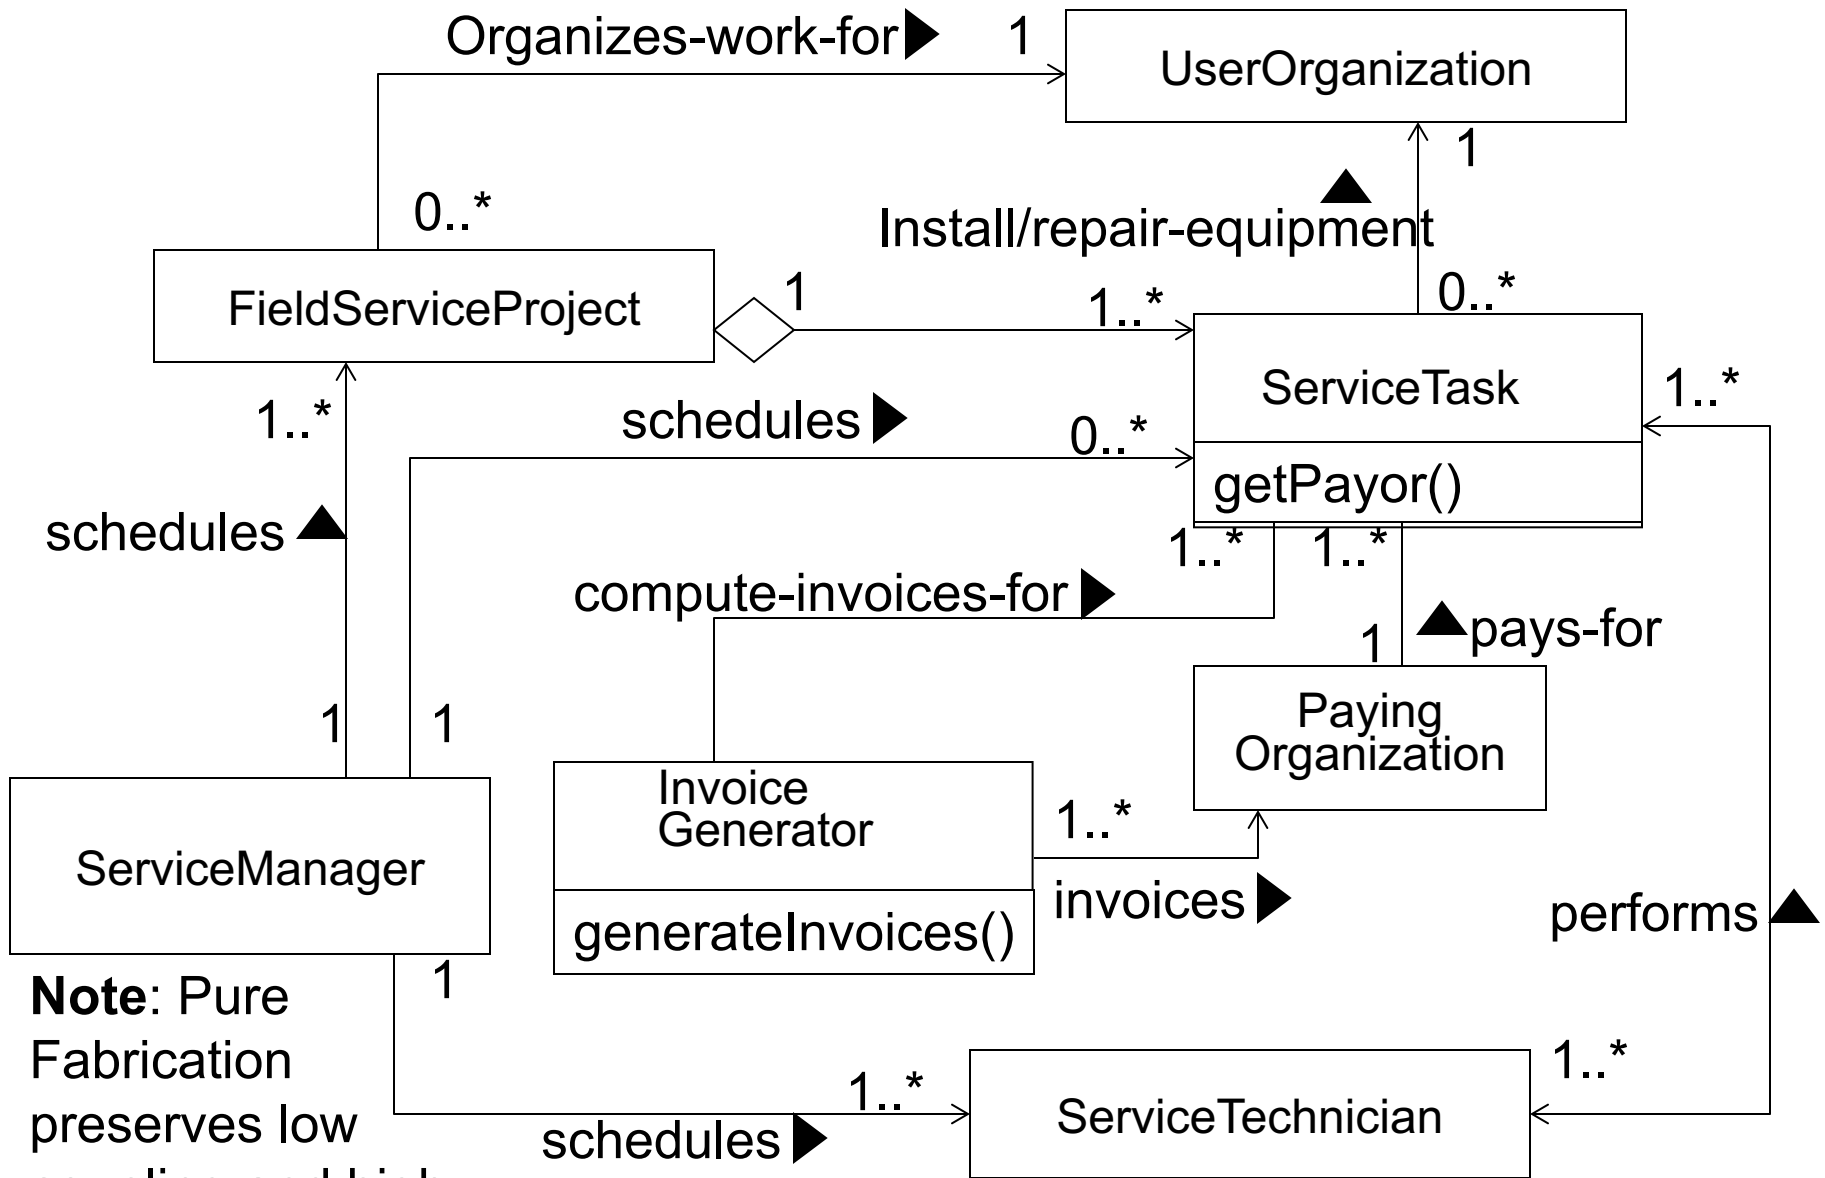 Organizes-work-for
1
UserOrganization
1
0..*
Install/repair-equipment
FieldServiceProject
1
1..*
0..*
ServiceTask
1..*
1..*
schedules
0..*
getPayor()
schedules
1..*
1..*
compute-invoices-for
1
pays-for
1
1
Paying
Organization
Invoice
Generator
1..*
ServiceManager
invoices
performs
generateInvoices()
1
Note: Pure
Fabrication
preserves low
1..*
1..*
ServiceTechnician
schedules